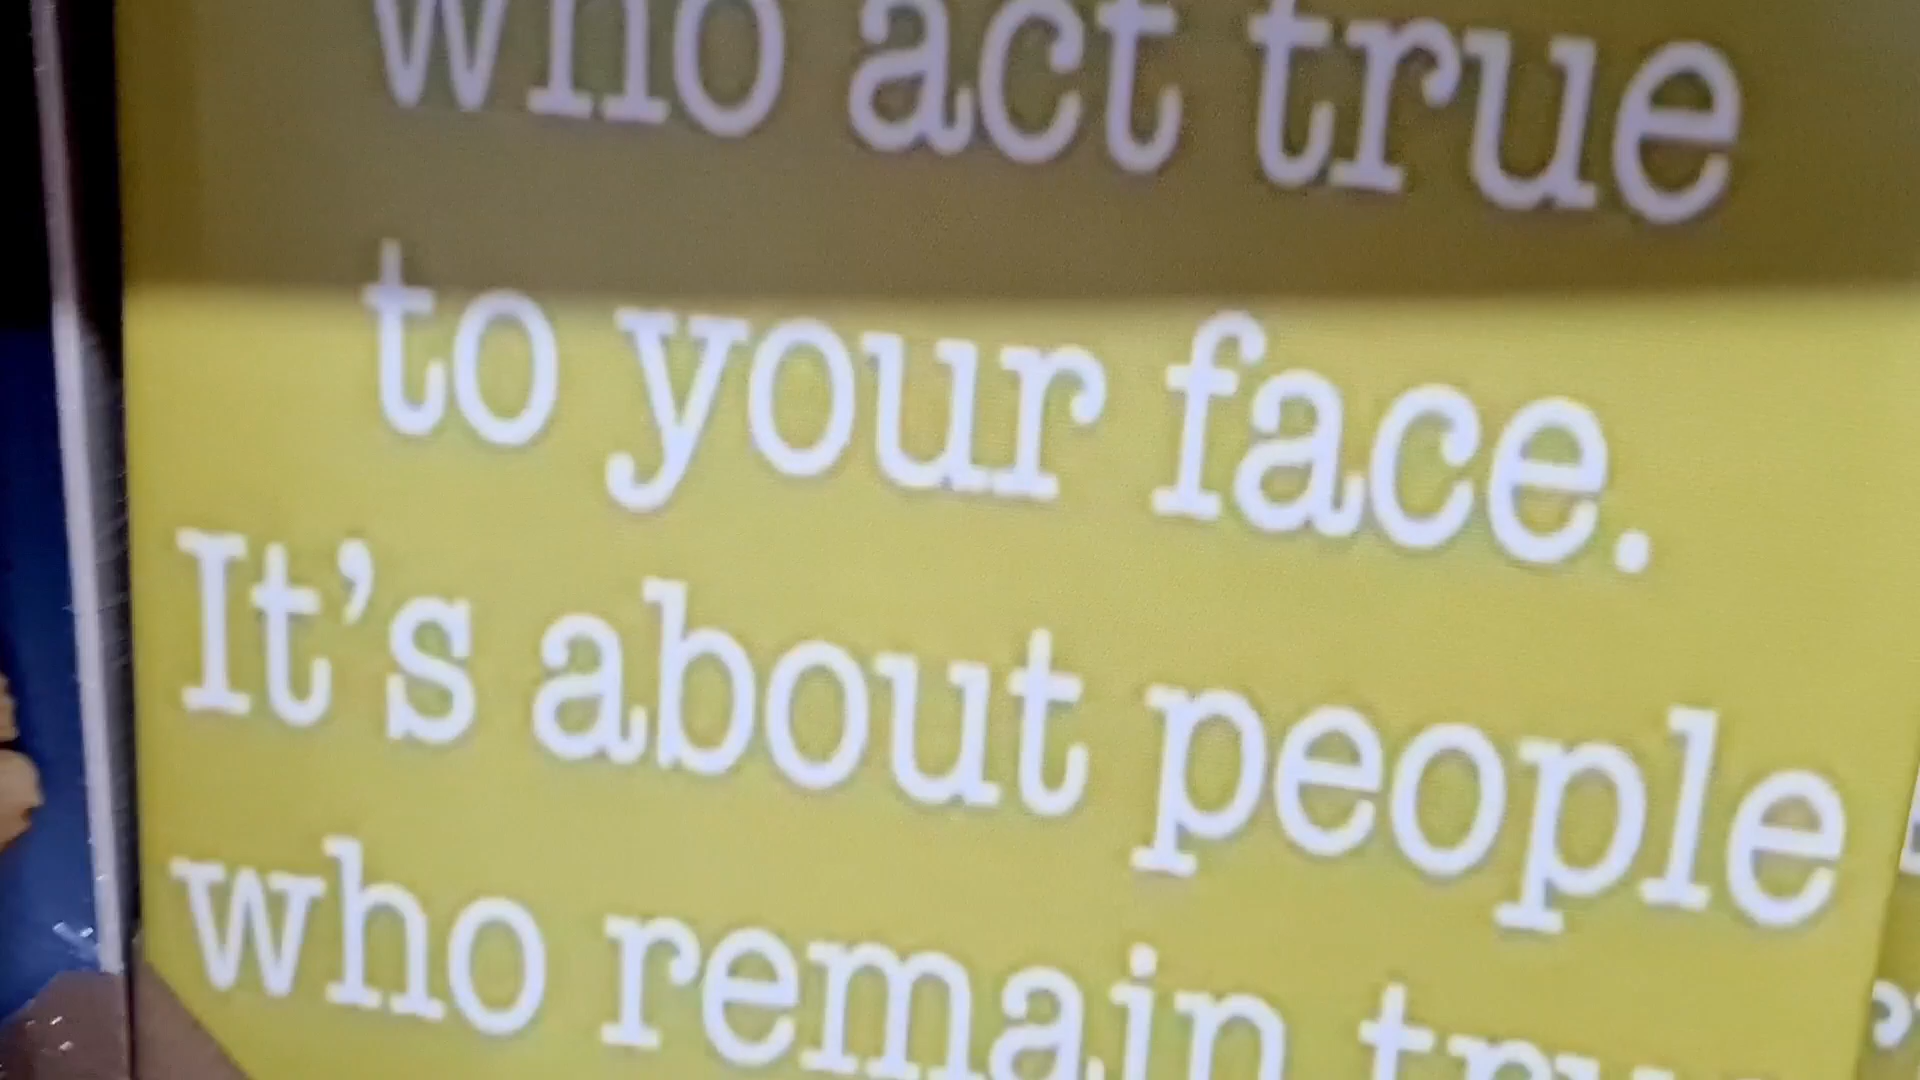 who act true
to your face.
It's about people
who remain